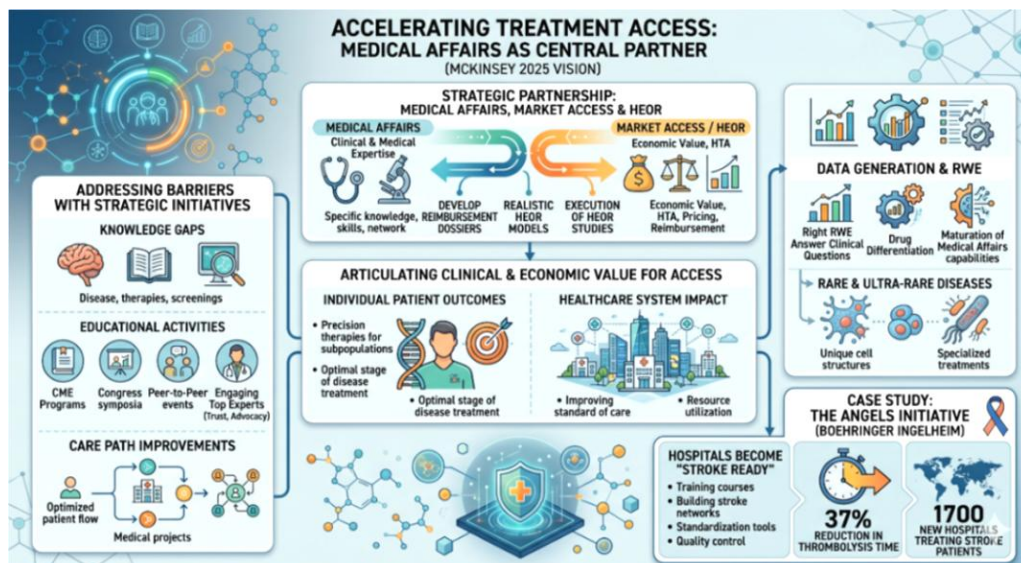 ACCELERATING TREATMENT ACCESS:
MEDICAL AFFAIRS AS CENTRAL PARTNER
(MCKINSEY 2025 VISION)
ADDRESSING BARRIERS
WITH STRATEGIC INITIATIVES
KNOWLEDGE GAPS
Disease, therapies, screenings
EDUCATIONAL ACTIVITIES
CME
Programs
Congress
symposia
Peer-to-Peer
events
Engaging
Top Experts
(Trust, Advocacy)
CARE PATH IMPROVEMENTS
Optimized
patient flow
Medical projects
STRATEGIC PARTNERSHIP:
MEDICAL AFFAIRS, MARKET ACCESS & HEOR
MEDICAL AFFAIRS
Clinical & Medical
Expertise
Specific knowledge,
skills, network
DEVELOP
REIMBURSEMENT
DOSSIERS
REALISTIC
HEOR
MODELS
EXECUTION
OF HEOR
STUDIES
MARKET ACCESS / HEOR
Economic Value, HTA
Economic Value,
HTA, Pricing,
Reimbursement
ARTICULATING CLINICAL & ECONOMIC VALUE FOR ACCESS
INDIVIDUAL PATIENT OUTCOMES
• Precision
therapies for
subpopulations
• Optimal stage
of disease
treatment
• Optimal stage of
disease treatment
HEALTHCARE SYSTEM IMPACT
• Improving
standard of care
• Resource
utilization
DATA GENERATION & RWE
Right RWE
Answer Clinical
Questions
Drug
Differentiation
Maturation of
Medical Affairs
capabilities
RARE & ULTRA-RARE DISEASES
Unique cell
structures
Specialized
treatments
CASE STUDY:
THE ANGELS INITIATIVE
(BOEHRINGER INGELHEIM)
HOSPITALS BECOME
"STROKE READY"
• Training courses
• Building stroke
networks
• Standardization tools
• Quality control
37%
REDUCTION IN
THROMBOLYSIS TIME
1700
NEW HOSPITALS
TREATING STROKE
PATIENTS